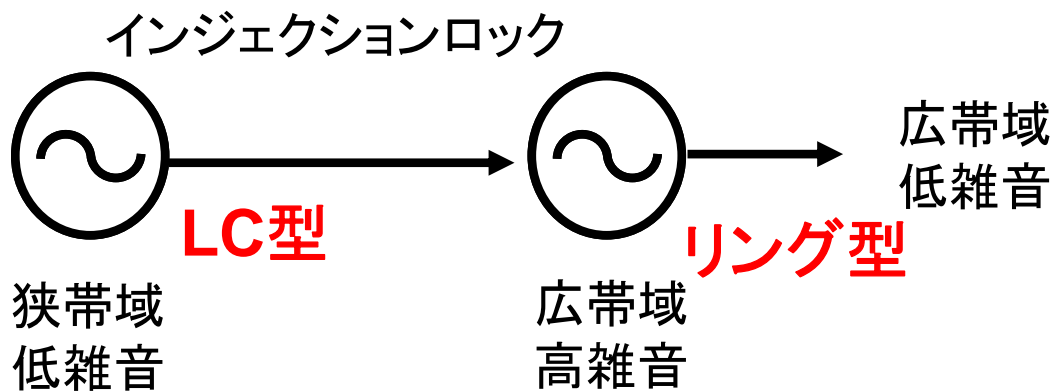 インジェクションロック
LC型
狭帯域
低雑音
リング型
広帯域
高雑音
広帯域
低雑音